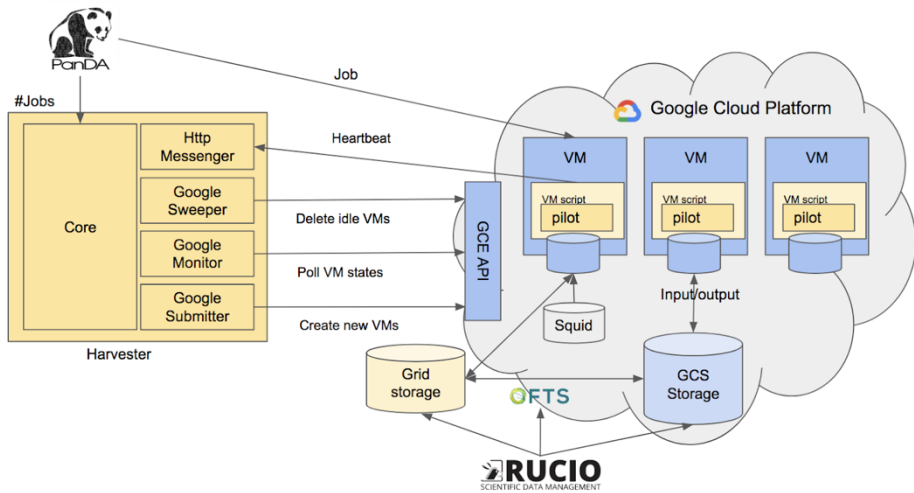 PanDA
#Jobs
Job
Google Cloud Platform
Heartbeat
Core
Http
Messenger
Google
Sweeper
Google
Monitor
Google
Submitter
Harvester
Delete idle VMs
Poll VM states
Create new VMs
GCE API
VM
VM script
pilot
VM
VM script
pilot
VM
VM script
pilot
Input/output
Squid
Grid
storage
GCS
Storage
FTS
RUCIO
SCIENTIFIC DATA MANAGEMENT